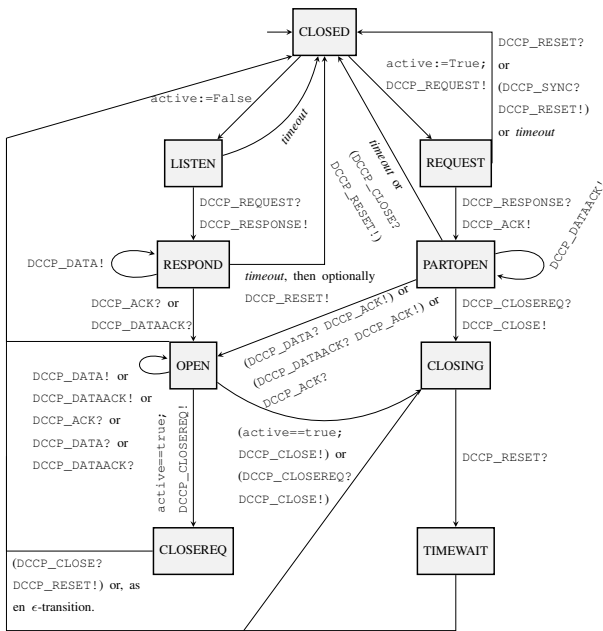 CLOSED
DCCP_RESET?
or
(DCCP_SYNC?
DCCP_RESET!)
or timeout
active:=True;
DCCP_REQUEST!
active:=False
timeout
timeout or
(DCCP_CLOSE?
DCCP_RESET!)
LISTEN
REQUEST
DCCP_REQUEST?
DCCP_RESPONSE!
DCCP_RESPONSE?
DCCP_ACK!
DCCP_DATAACK!
DCCP_DATA!
RESPOND
PARTOPEN
timeout, then optionally
DCCP_RESET!
DCCP_ACK? or
DCCP_DATAACK?
(DCCP_DATA? DCCP_ACK!) or
(DCCP_DATAACK? DCCP_ACK!) or
DCCP_ACK?
DCCP_CLOSEREQ?
DCCP_CLOSE!
OPEN
CLOSING
DCCP_DATA! or
DCCP_DATAACK! or
DCCP_ACK? or
DCCP_DATA? or
DCCP_DATAACK?
active==true;
DCCP_CLOSEREQ!
(active==true;
DCCP_CLOSE!) or
(DCCP_CLOSEREQ?
DCCP_CLOSE!)
DCCP_RESET?
CLOSEREQ
TIMEWAIT
(DCCP_CLOSE?
DCCP_RESET!) or, as
en ϵ-transition.